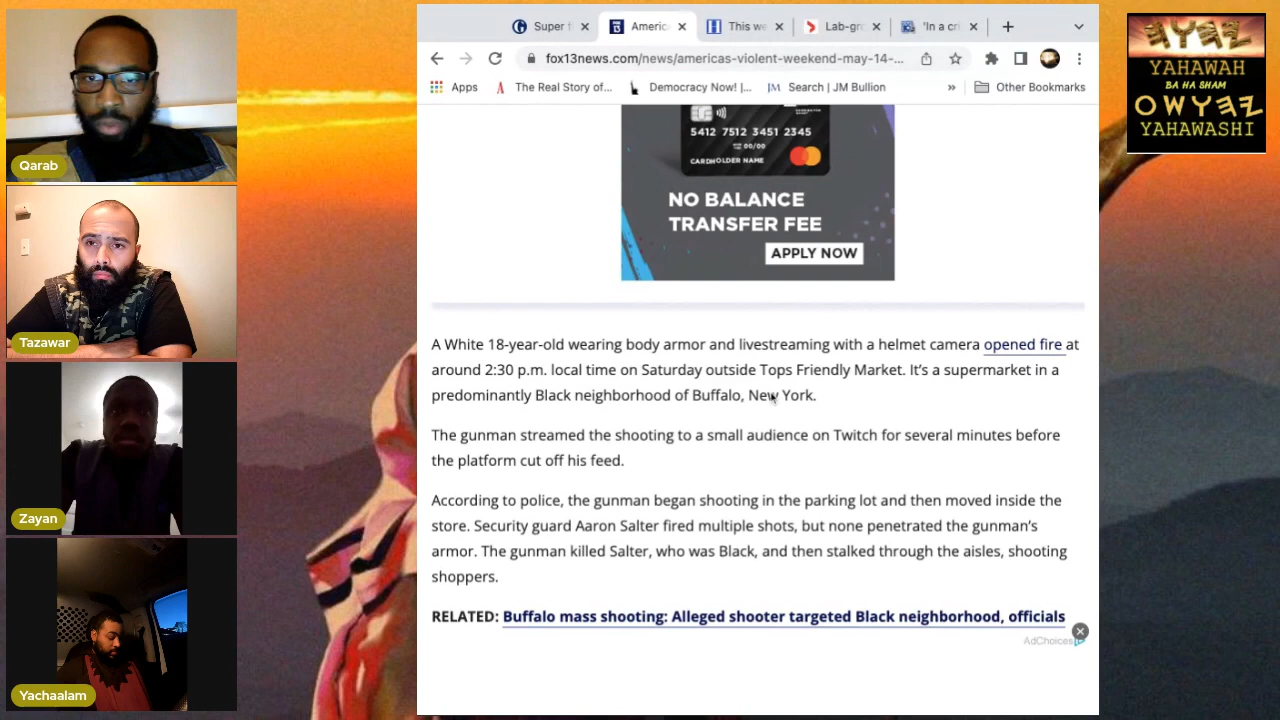 Qarab
Tazawar
Zayan
Yachaalam
Super f
Americ
This we
Lab-gr
'In a cri
fox13news.com/news/americas-violent-weekend-may-14-...
Apps
The Real Story of...
Democracy Now! |...
Search | JM Bullion
»
Other Bookmarks
5412 7512 3451 2345
00/00
CARDHOLDER NAME
NO BALANCE
TRANSFER FEE
APPLY NOW
A White 18-year-old wearing body armor and livestreaming with a helmet camera opened fire at
around 2:30 p.m. local time on Saturday outside Tops Friendly Market. It's a supermarket in a
predominantly Black neighborhood of Buffalo, New York.
The gunman streamed the shooting to a small audience on Twitch for several minutes before
the platform cut off his feed.
According to police, the gunman began shooting in the parking lot and then moved inside the
store. Security guard Aaron Salter fired multiple shots, but none penetrated the gunman's
armor. The gunman killed Salter, who was Black, and then stalked through the aisles, shooting
shoppers.
RELATED: Buffalo mass shooting: Alleged shooter targeted Black neighborhood, officials
AdChoices
YAHAWAH
BA HA SHAM
YAHAWASHI